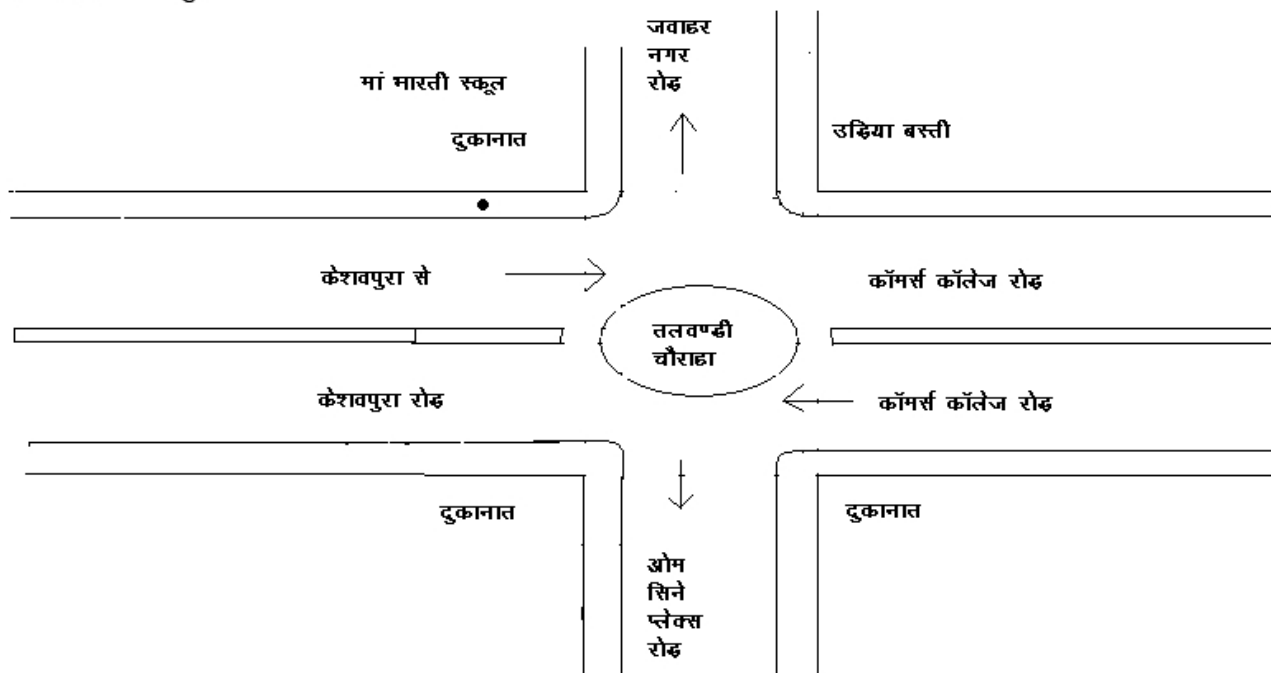 जवाहर
नगर
रोड़
मां भारती स्कूल
दुकानात
उड़िया बस्ती
केशवपुरा से
कॉमर्स कॉलेज रोड़
तलवण्डी
चौराहा
केशवपुरा रोड़
कॉमर्स कॉलेज रोड़
दुकानात
दुकानात
ओम
सिने
प्लेक्स
रोड़